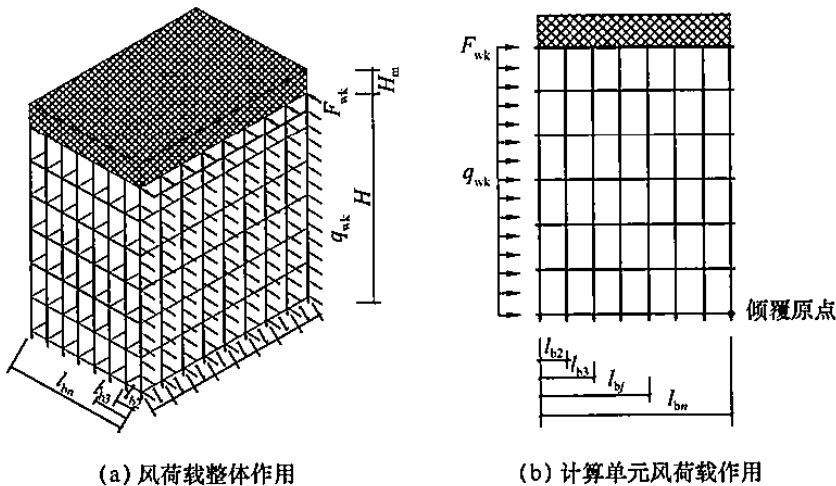 F_wk
H_m
q_wk
H
l_bn
l_b3
l_b2
(a) 风荷载整体作用
F_wk
q_wk
倾覆原点
l_b2
l_b3
l_bj
l_bn
(b) 计算单元风荷载作用